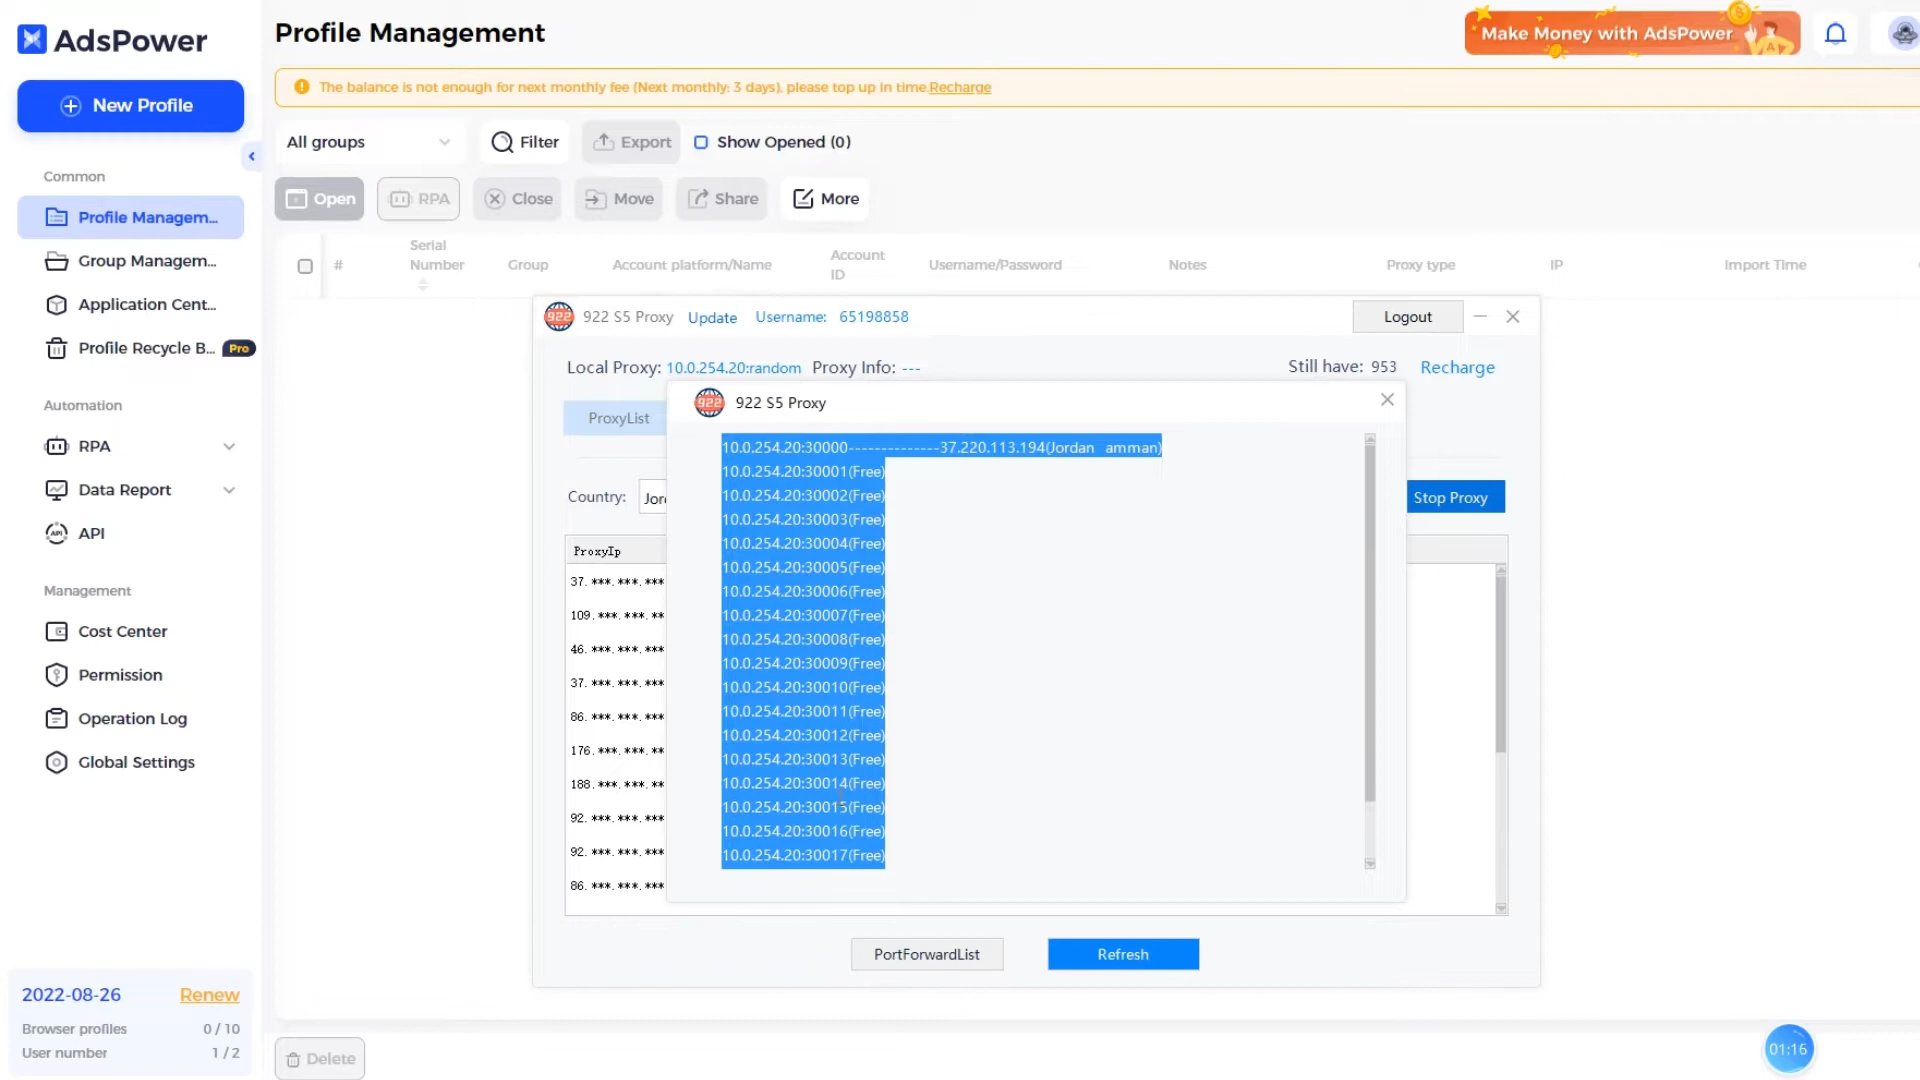 AdsPower
Profile Management
Make Money with AdsPower
New Profile
The balance is not enough for next monthly fee (Next monthly: 3 days), please top up in time.Recharge
All groups
Filter
Export
Show Opened (0)
Open
RPA
Close
Move
Share
More
Common
Profile Managem...
Group Managem...
Application Cent...
Profile Recycle B...
Pro
Automation
RPA
Data Report
API
Management
Cost Center
Permission
Operation Log
Global Settings
2022-08-26
Renew
Browser profiles 0 / 10
User number 1 / 2
# Serial Number Group Account platform/Name Account ID Username/Password Notes Proxy type IP Import Time
922 S5 Proxy Update Username: 65198858
Logout
Local Proxy: 10.0.254.20:random Proxy Info: ---
Still have: 953 Recharge
ProxyList
Country:
Stop Proxy
ProxyIp
37. ***. ***. ***
109. ***. ***. **
46. ***. ***. ***
37. ***. ***. ***
86. ***. ***. ***
176. ***. ***. **
188. ***. ***. **
92. ***. ***. ***
92. ***. ***. ***
86. ***. ***. ***
922 S5 Proxy
10.0.254.20:30000--------------37.220.113.194(Jordan amman)
10.0.254.20:30001(Free)
10.0.254.20:30002(Free)
10.0.254.20:30003(Free)
10.0.254.20:30004(Free)
10.0.254.20:30005(Free)
10.0.254.20:30006(Free)
10.0.254.20:30007(Free)
10.0.254.20:30008(Free)
10.0.254.20:30009(Free)
10.0.254.20:30010(Free)
10.0.254.20:30011(Free)
10.0.254.20:30012(Free)
10.0.254.20:30013(Free)
10.0.254.20:30014(Free)
10.0.254.20:30015(Free)
10.0.254.20:30016(Free)
10.0.254.20:30017(Free)
PortForwardList
Refresh
Delete
01:16